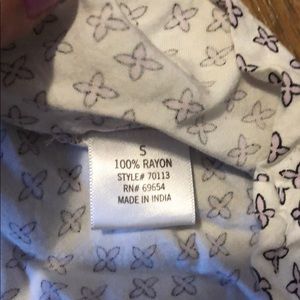 S
100% RAYON
STYLE# 70113
RN# 69654
MADE IN INDIA